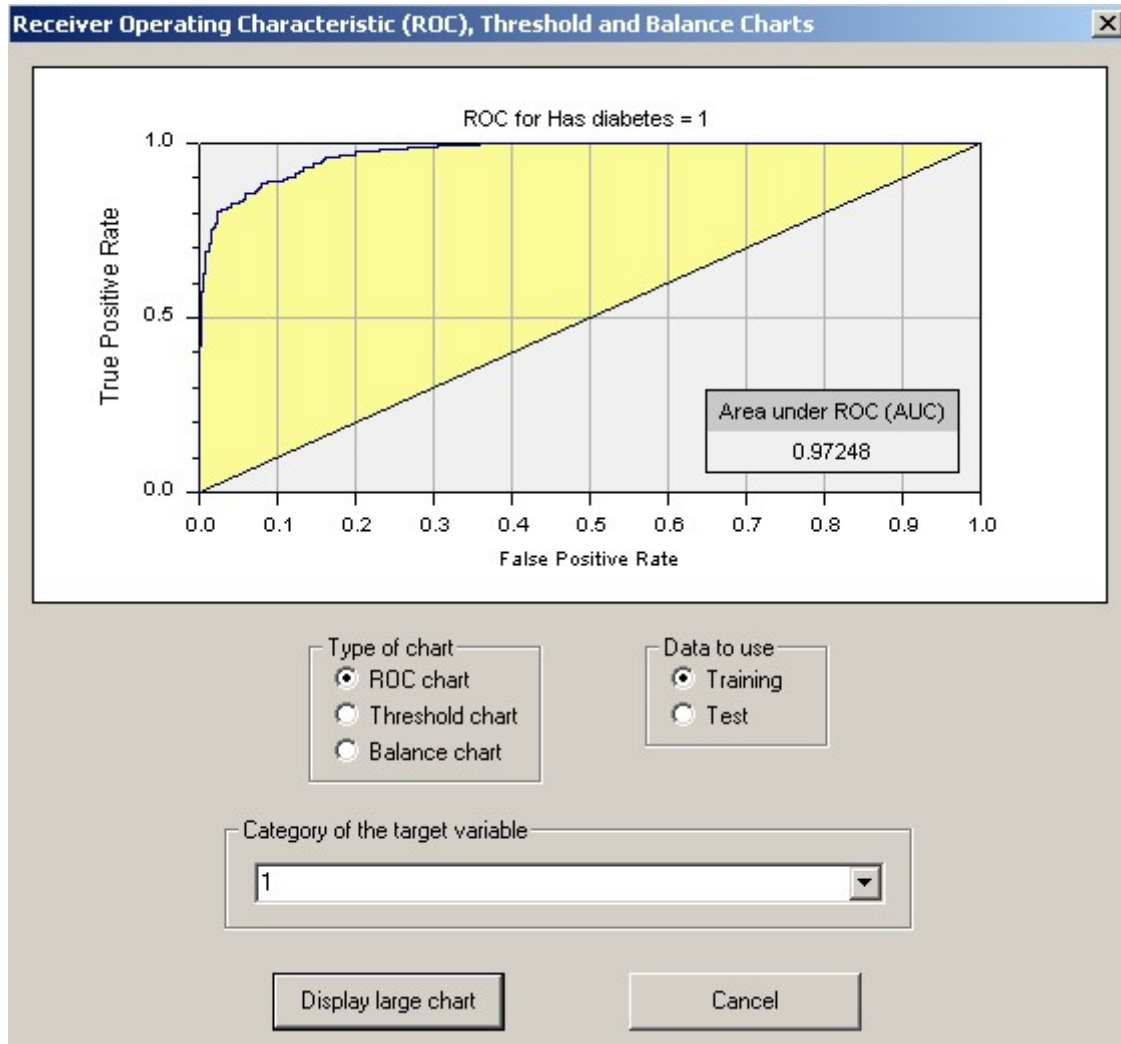 Receiver Operating Characteristic (ROC), Threshold and Balance Charts
ROC for Has diabetes = 1
True Positive Rate
1.0
0.5
0.0
Area under ROC (AUC)
0.97248
0.0 0.1 0.2 0.3 0.4 0.5 0.6 0.7 0.8 0.9 1.0
False Positive Rate
Type of chart
ROC chart
Threshold chart
Balance chart
Data to use
Training
Test
Category of the target variable
1
Display large chart
Cancel